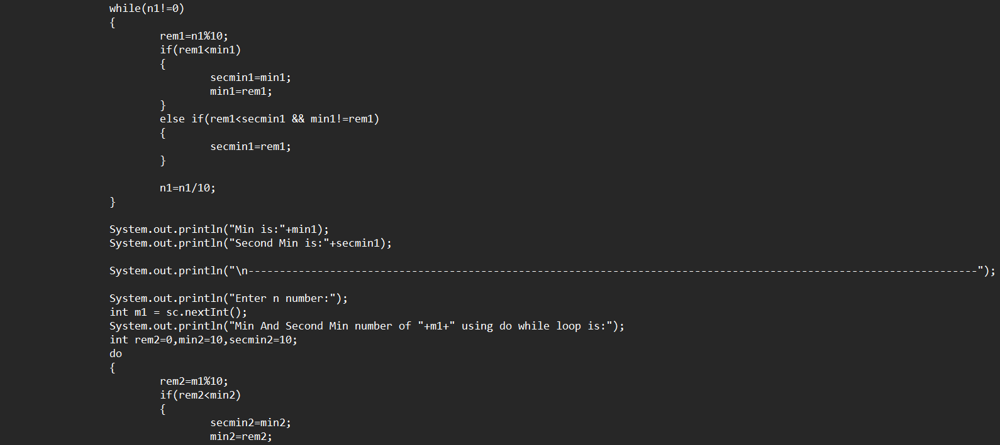 while(n1!=0)
{
rem1=n1%10;
if(rem1<min1)
{
secmin1=min1;
min1=rem1;
}
else if(rem1<secmin1 && min1!=rem1)
{
secmin1=rem1;
}
n1=n1/10;
}
System.out.println("Min is:"+min1);
System.out.println("Second Min is:"+secmin1);
System.out.println("\n--------------------------------------------------------------------------------------------------------------------");
System.out.println("Enter n number:");
int m1 = sc.nextInt();
System.out.println("Min And Second Min number of "+m1+" using do while loop is:");
int rem2=0,min2=10,secmin2=10;
do
{
rem2=m1%10;
if(rem2<min2)
{
secmin2=min2;
min2=rem2;